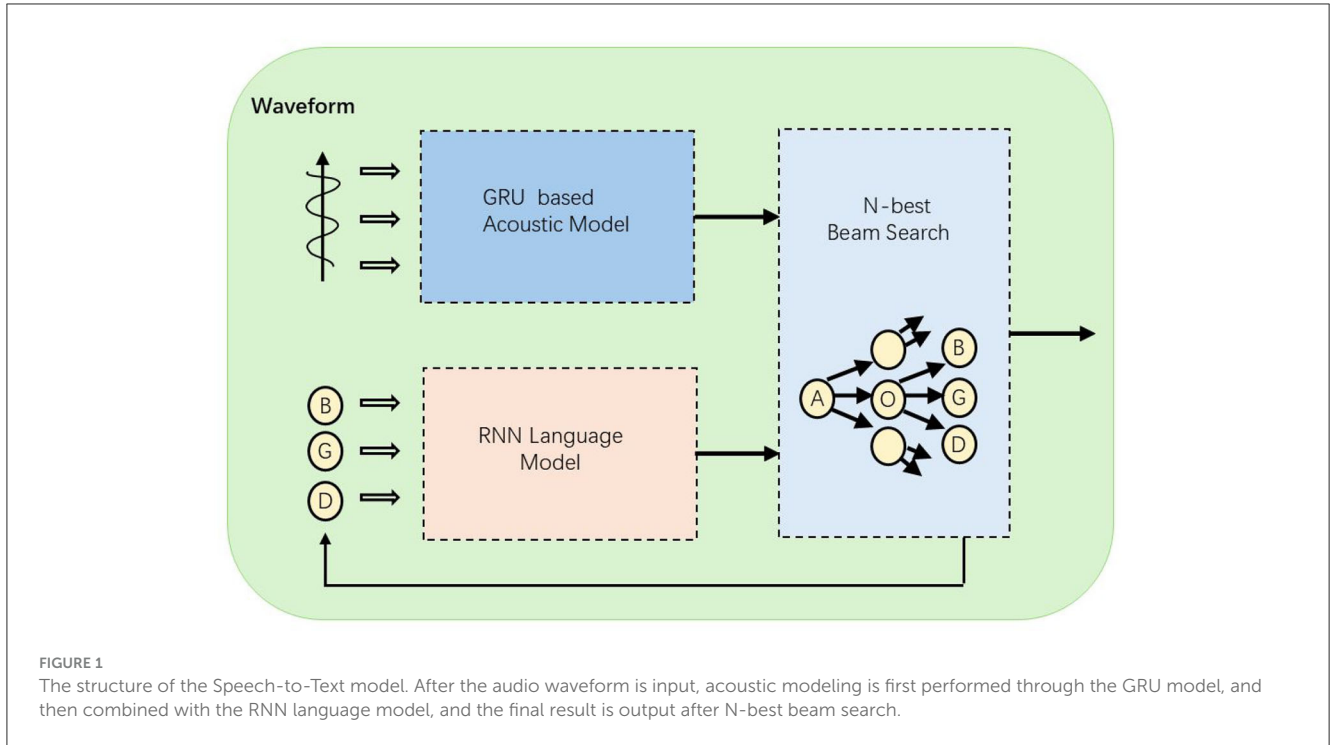 Waveform
GRU based
Acoustic Model
N-best
Beam Search
B
G
D
RNN Language
Model
A
O
B
G
D
FIGURE 1
The structure of the Speech-to-Text model. After the audio waveform is input, acoustic modeling is first performed through the GRU model, and
then combined with the RNN language model, and the final result is output after N-best beam search.